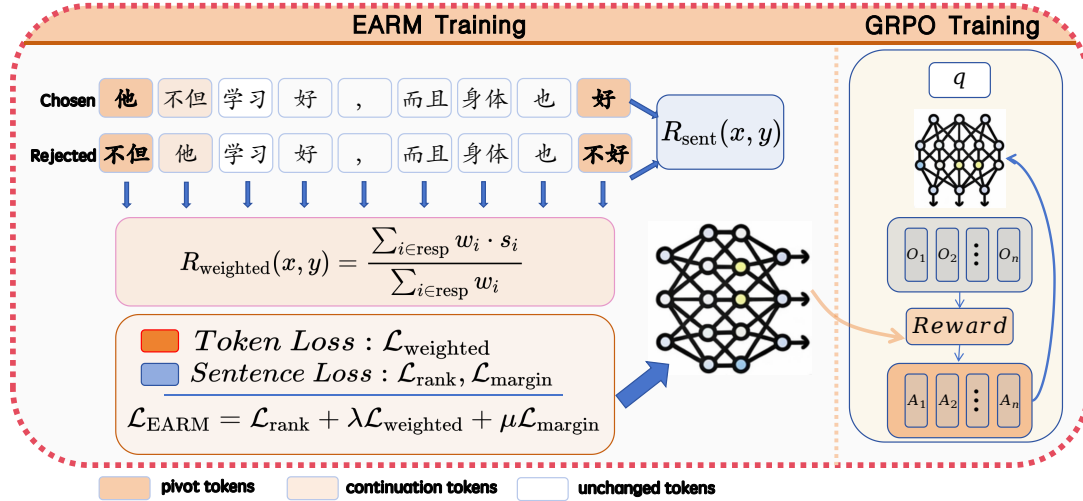 EARM Training
GRPO Training
Chosen 他 不但 学习 好 , 而且 身体 也 好
Rejected 不但 他 学习 好 , 而且 身体 也 不好
R_sent(x, y)
R_weighted(x, y) = ∑_{i∈resp} w_i · s_i / ∑_{i∈resp} w_i
Token Loss : ℒ_weighted
Sentence Loss : ℒ_rank, ℒ_margin
ℒ_EARM = ℒ_rank + λℒ_weighted + μℒ_margin
q
O_1 O_2 ⋮ O_n
Reward
A_1 A_2 ⋮ A_n
pivot tokens
continuation tokens
unchanged tokens